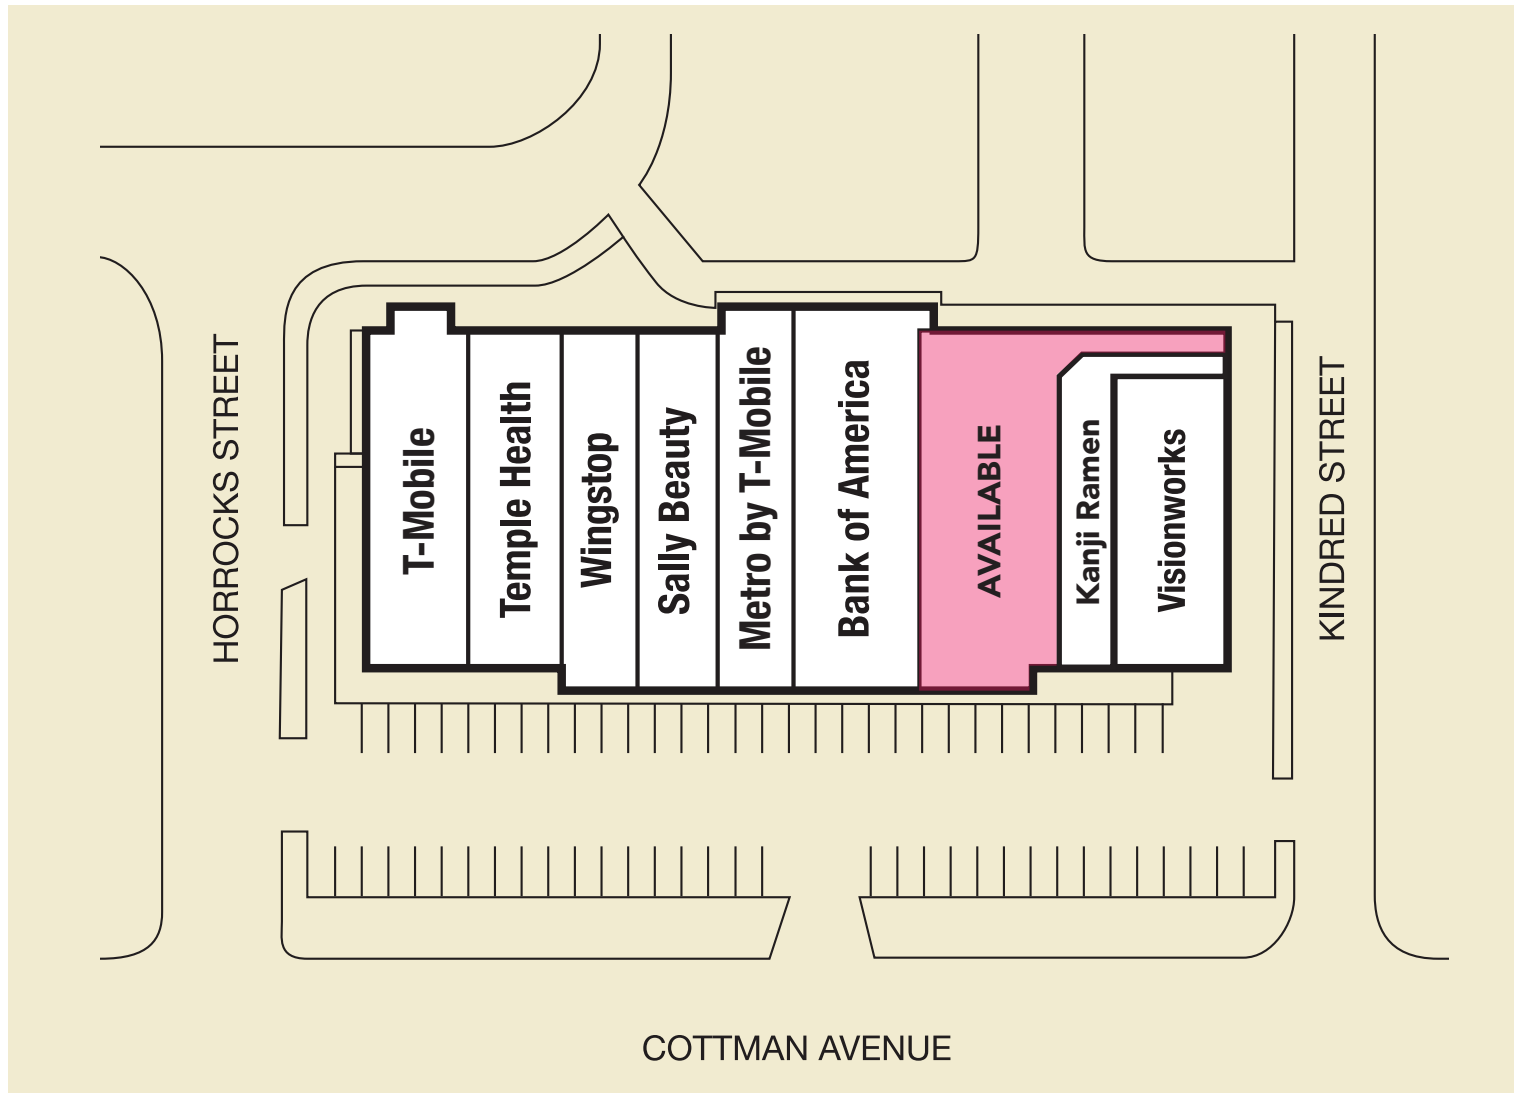 HORROCKS STREET
T-Mobile
Temple Health
Wingstop
Sally Beauty
Metro by T-Mobile
Bank of America
AVAILABLE
Kanji Ramen
Visionworks
KINDRED STREET
COTTMAN AVENUE